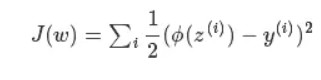 J(w) = ∑ᵢ 1/2 (ϕ(z⁽ⁱ⁾) − y⁽ⁱ⁾)²